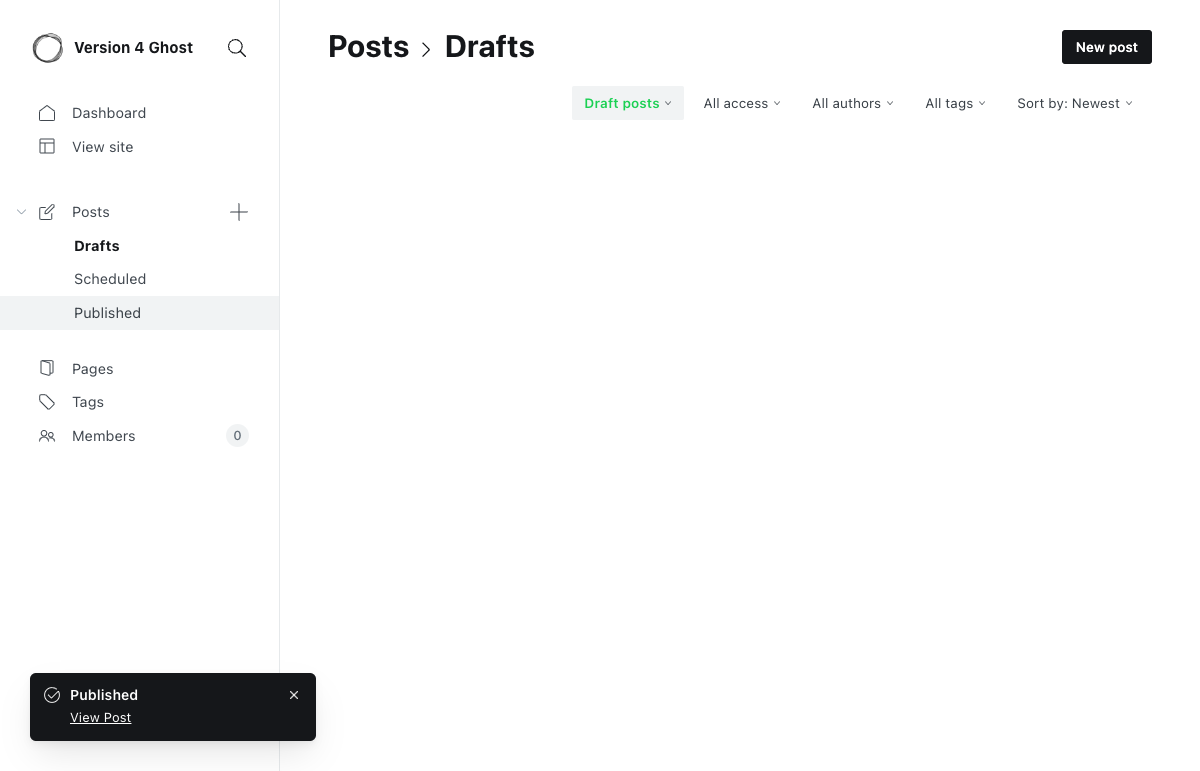 Version 4 Ghost
Dashboard
View site
Posts
Drafts
Scheduled
Published
Pages
Tags
Members 0
Posts > Drafts
New post
Draft posts All access All authors All tags Sort by: Newest
Published
View Post